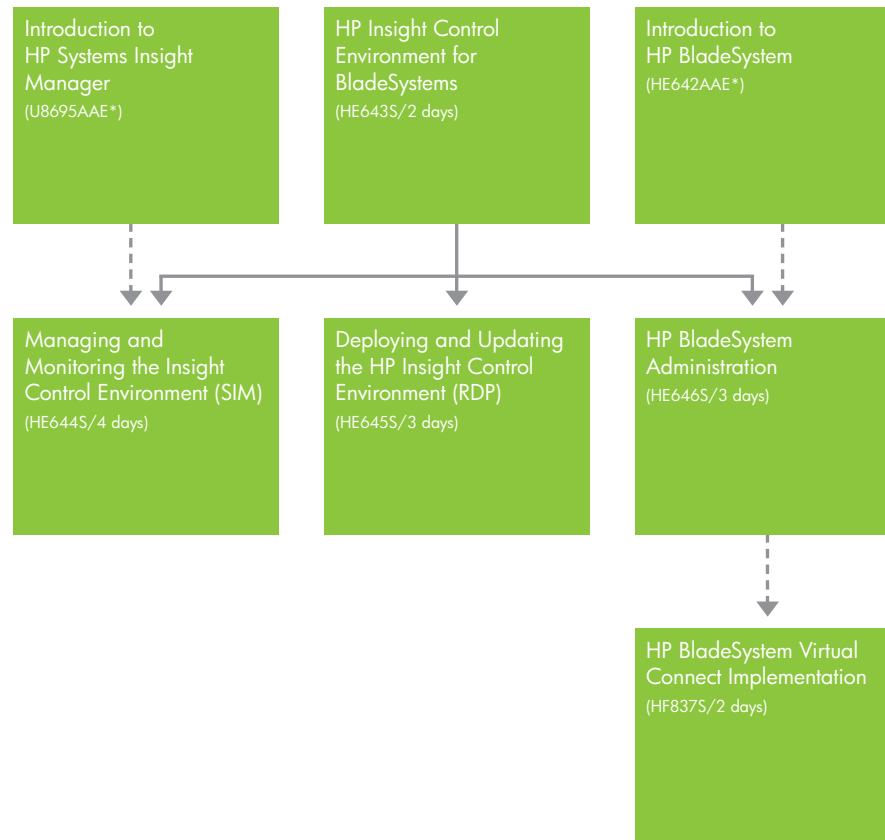 Introduction to
HP Systems Insight
Manager
(U8695AAE*)
HP Insight Control
Environment for
BladeSystems
(HE643S/2 days)
Introduction to
HP BladeSystem
(HE642AAE*)
Managing and
Monitoring the Insight
Control Environment (SIM)
(HE644S/4 days)
Deploying and Updating
the HP Insight Control
Environment (RDP)
(HE645S/3 days)
HP BladeSystem
Administration
(HE646S/3 days)
HP BladeSystem Virtual
Connect Implementation
(HF837S/2 days)